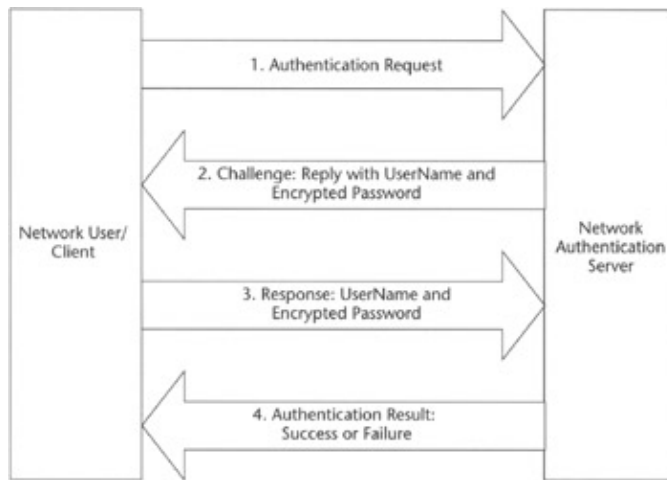 1. Authentication Request
2. Challenge: Reply with UserName and
Encrypted Password
Network User/
Client
Network
Authentication
Server
3. Response: UserName and
Encrypted Password
4. Authentication Result:
Success or Failure